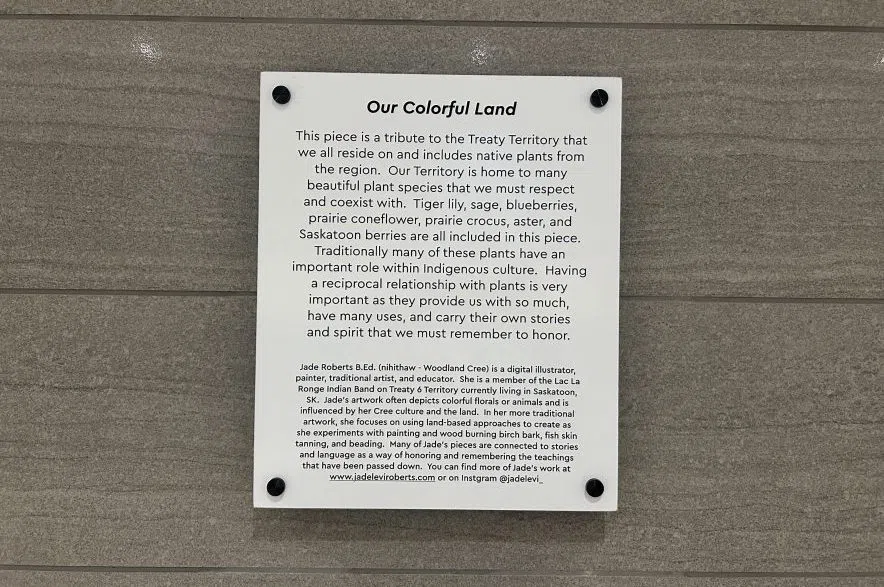 Our Colorful Land
This piece is a tribute to the Treaty Territory that
we all reside on and includes native plants from
the region. Our Territory is home to many
beautiful plant species that we must respect
and coexist with. Tiger lily, sage, blueberries,
prairie coneflower, prairie crocus, aster, and
Saskatoon berries are all included in this piece.
Traditionally many of these plants have an
important role within Indigenous culture. Having
a reciprocal relationship with plants is very
important as they provide us with so much,
have many uses, and carry their own stories
and spirit that we must remember to honor.
Jade Roberts B.Ed. (nihithaw - Woodland Cree) is a digital illustrator,
painter, traditional artist, and educator. She is a member of the Lac La
Ronge Indian Band on Treaty 6 Territory currently living in Saskatoon,
SK. Jade's artwork often depicts colorful florals or animals and is
influenced by her Cree culture and the land. In her more traditional
artwork, she focuses on using land-based approaches to create as
she experiments with painting and wood burning birch bark, fish skin
tanning, and beading. Many of Jade's pieces are connected to stories
and language as a way of honoring and remembering the teachings
that have been passed down. You can find more of Jade's work at
www.jadeleviroberts.com or on Instgram @jadelevi_